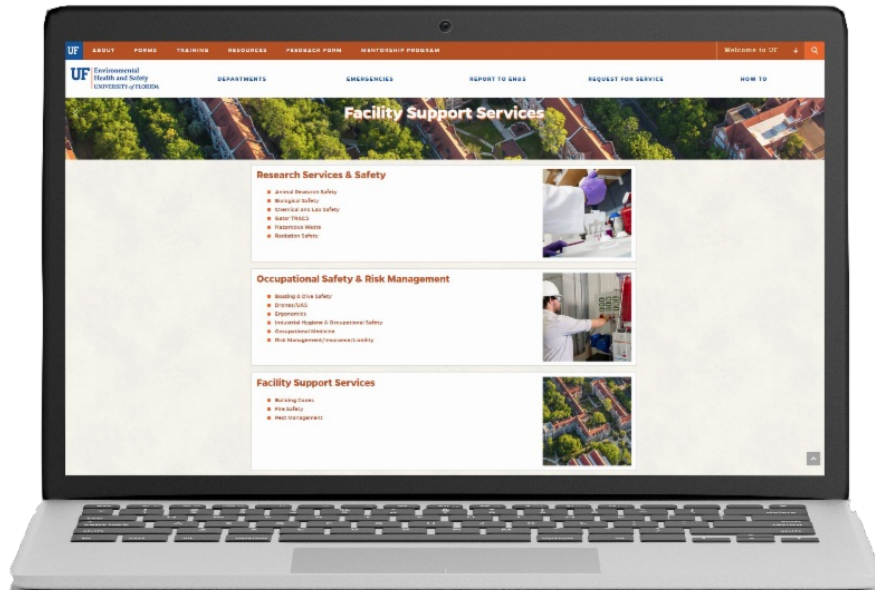 UF ABOUT FORMS TRAINING RESOURCES FEEDBACK FORM MENTORSHIP PROGRAM Welcome to UF
UF Environmental
Health and Safety
UNIVERSITY of FLORIDA
DEPARTMENTS EMERGENCIES REPORT TO EH&S REQUEST FOR SERVICE HOW TO
Facility Support Services
Research Services & Safety
Animal Research Safety
Biological Safety
Chemical and Lab Safety
Gator TRACS
Hazardous Waste
Radiation Safety
Occupational Safety & Risk Management
Boating & Dive Safety
Drones/UAS
Ergonomics
Industrial Hygiene & Occupational Safety
Occupational Medicine
Risk Management/Insurance/Liability
Facility Support Services
Building Codes
Fire Safety
Pest Management